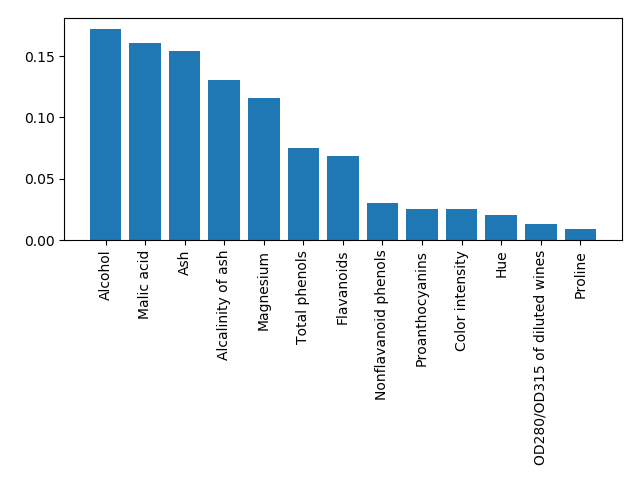 0.15
0.10
0.05
0.00
Alcohol
Malic acid
Ash
Alcalinity of ash
Magnesium
Total phenols
Flavanoids
Nonflavanoid phenols
Proanthocyanins
Color intensity
Hue
OD280/OD315 of diluted wines
Proline